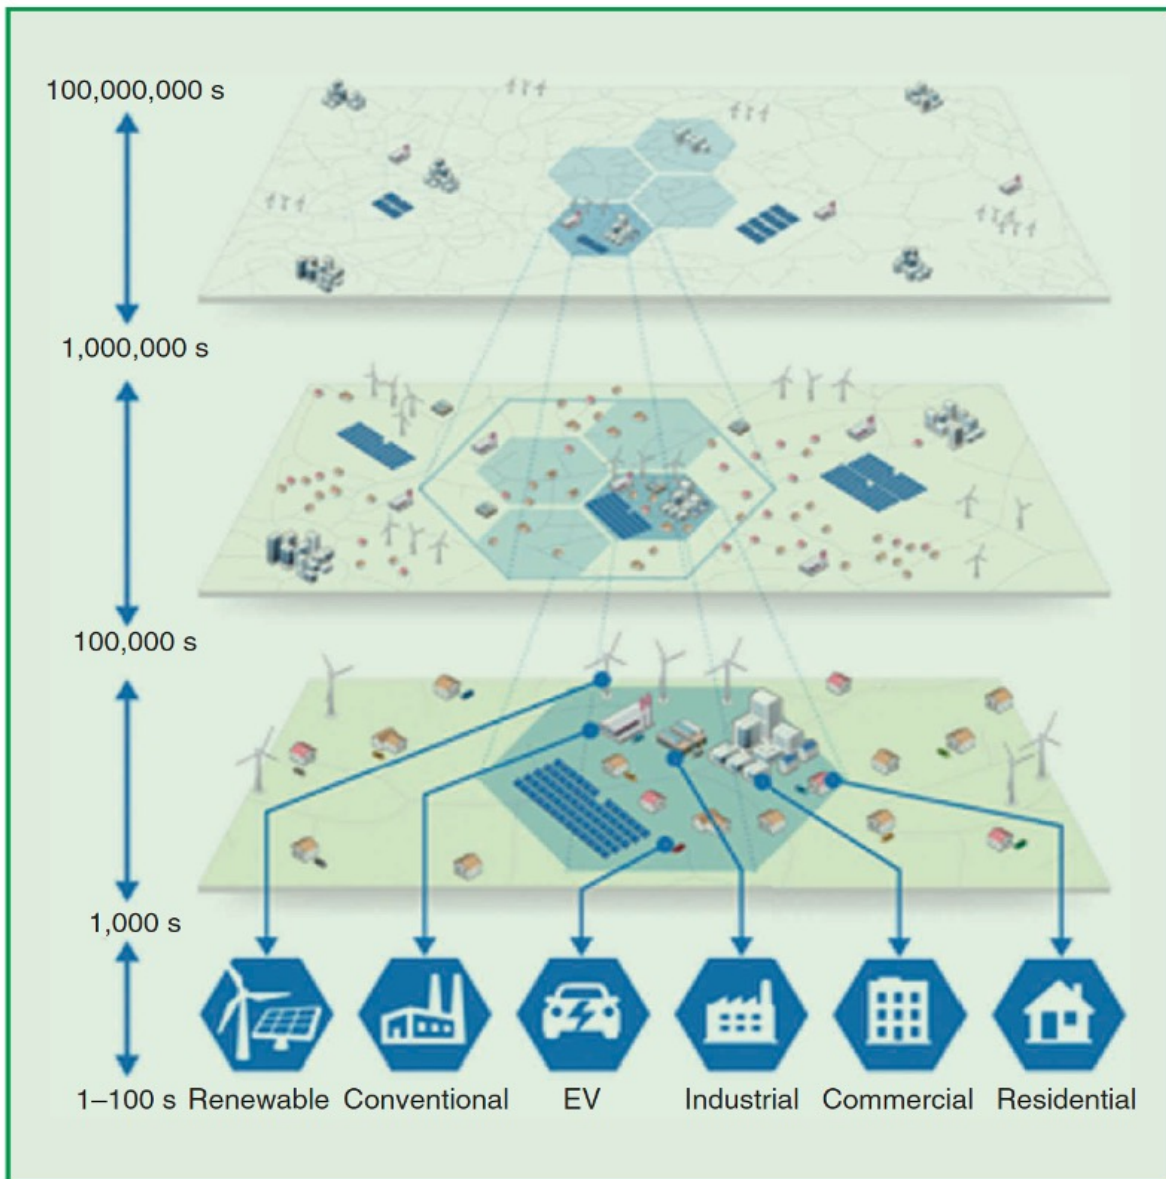 100,000,000 s
1,000,000 s
100,000 s
1,000 s
1–100 s Renewable Conventional EV Industrial Commercial Residential